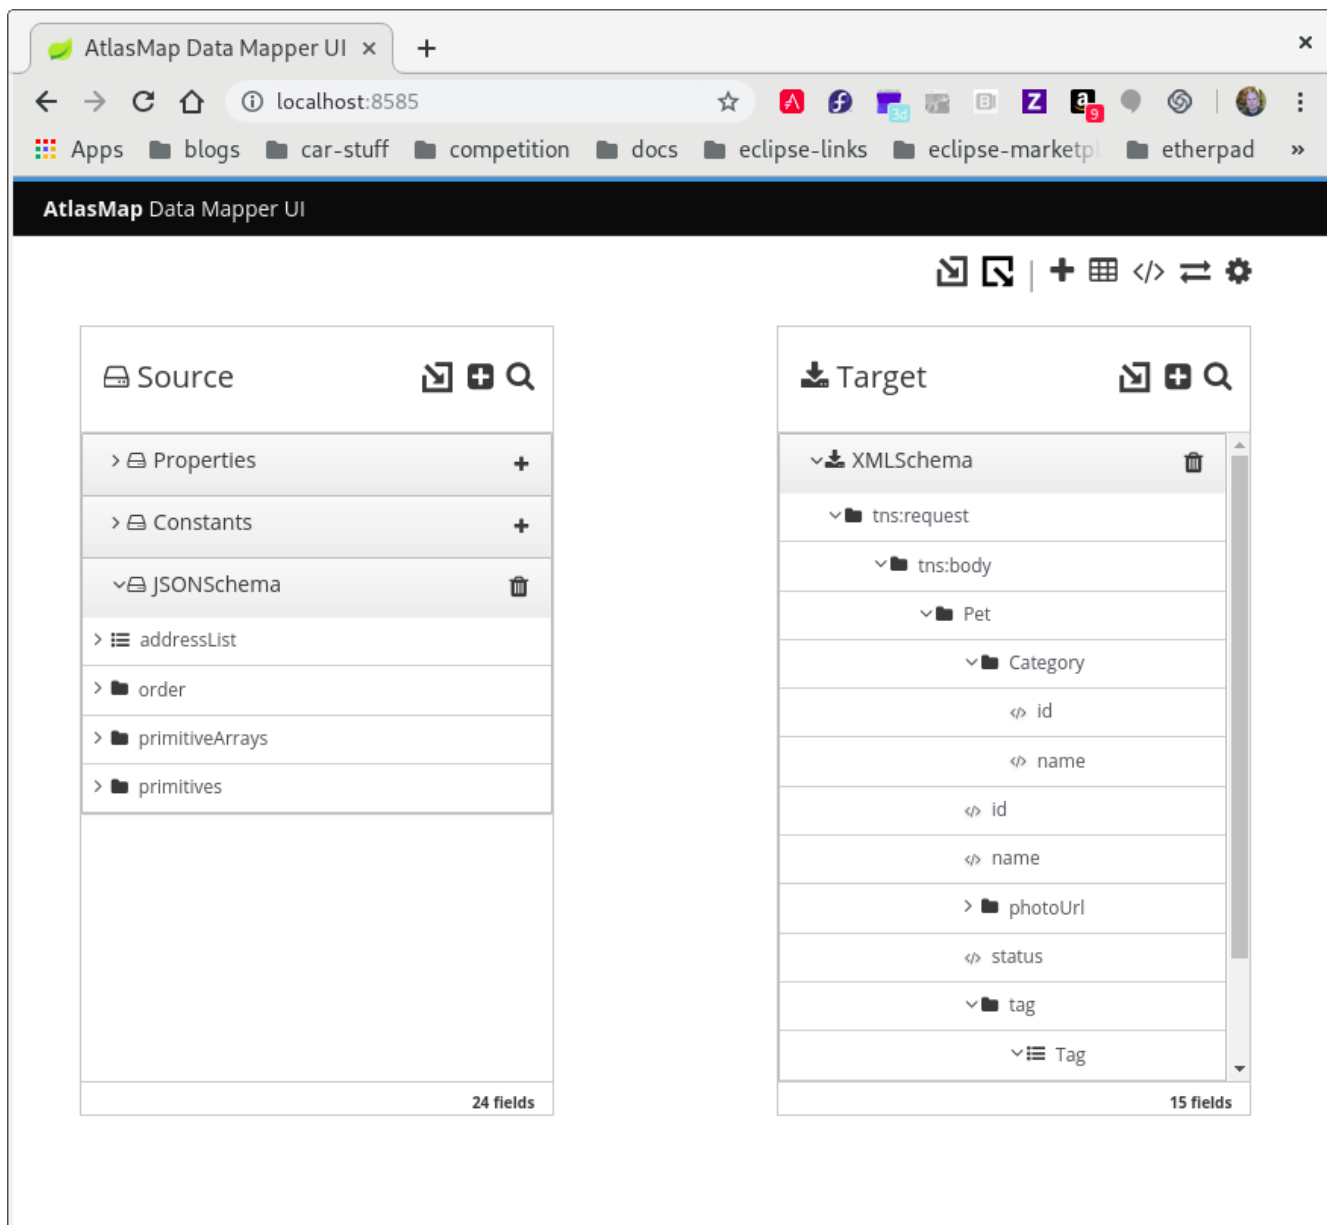 AtlasMap Data Mapper UI
localhost:8585
3d
B
Z
a
9
Apps blogs car-stuff competition docs eclipse-links eclipse-marketpl etherpad »
AtlasMap Data Mapper UI
Source
Target
Properties
Constants
JSONSchema
addressList
order
primitiveArrays
primitives
24 fields
XMLSchema
tns:request
tns:body
Pet
Category
id
name
id
name
photoUrl
status
tag
Tag
15 fields